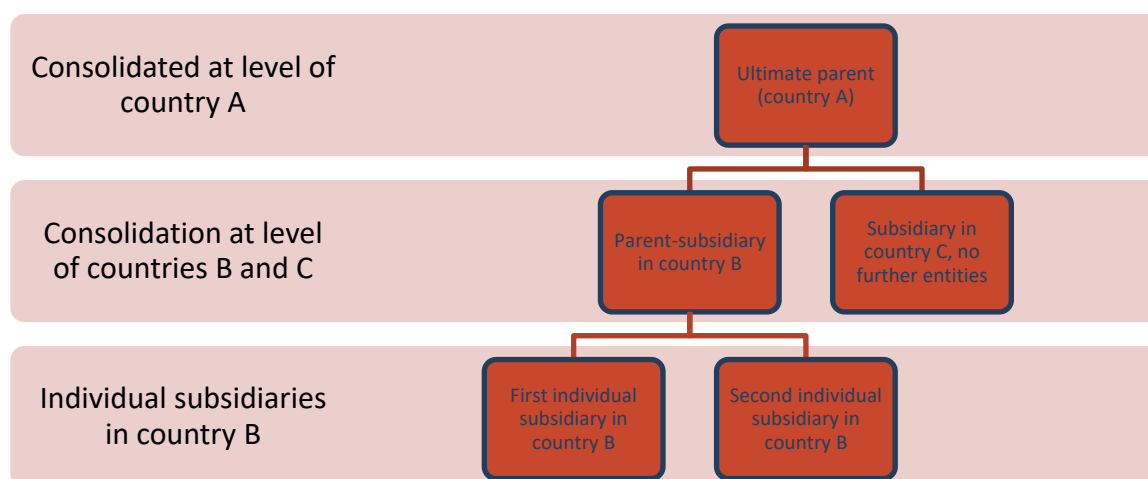 Consolidated at level of
country A
Ultimate parent
(country A)
Consolidation at level
of countries B and C
Parent-subsidiary
in country B
Subsidiary in
country C, no
further entities
Individual subsidiaries
in country B
First individual
subsidiary in
country B
Second individual
subsidiary in
country B